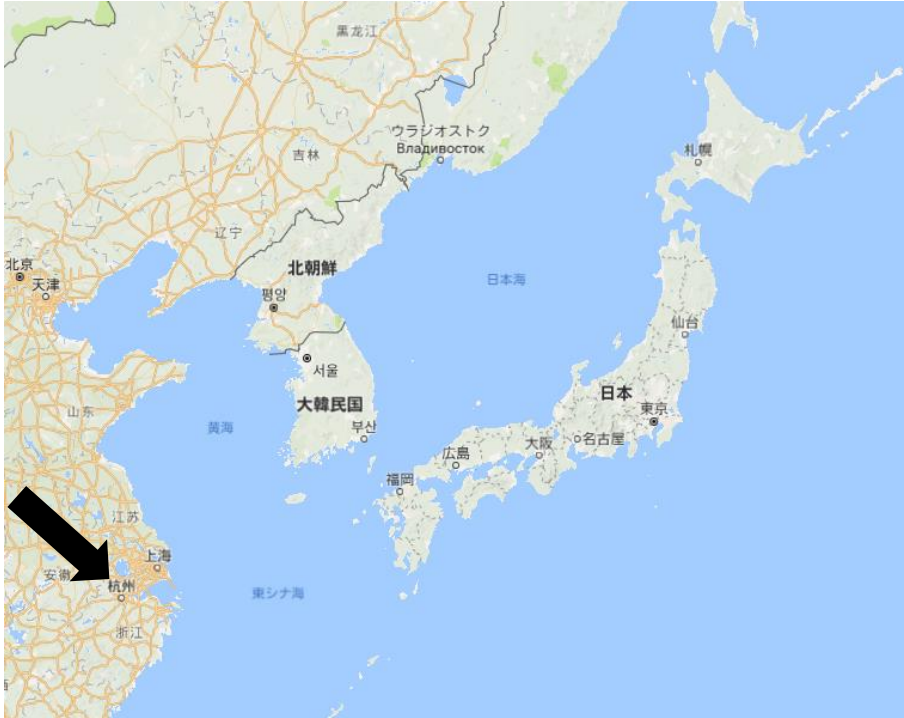 黑龙江
ウラジオストク
Владивосток
札幌
吉林
辽宁
北京
天津
北朝鮮
평양
日本海
仙台
서울
大韓民国
부산
日本
東京
名古屋
大阪
広島
福岡
山东
黄海
江苏
上海
安徽
杭州
浙江
東シナ海